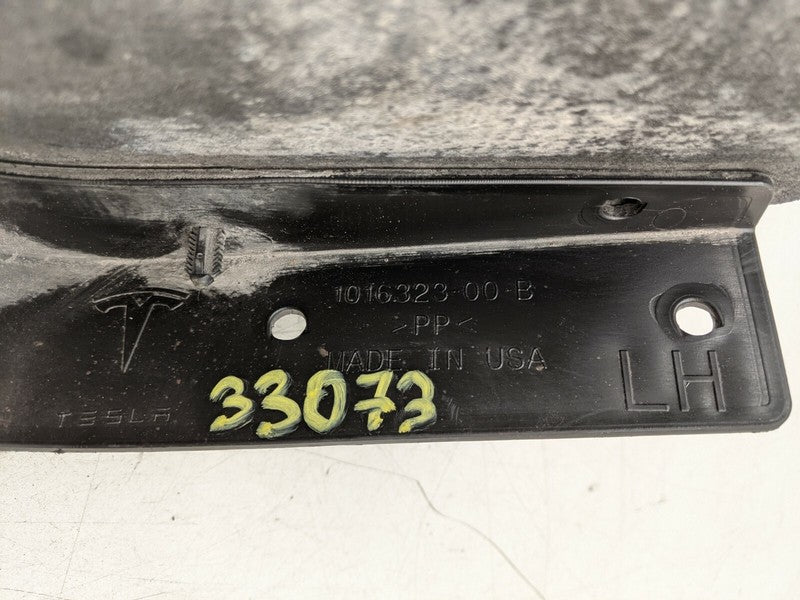 1016323-00-B
>PP<
MADE IN USA
LH
TESLA
33073